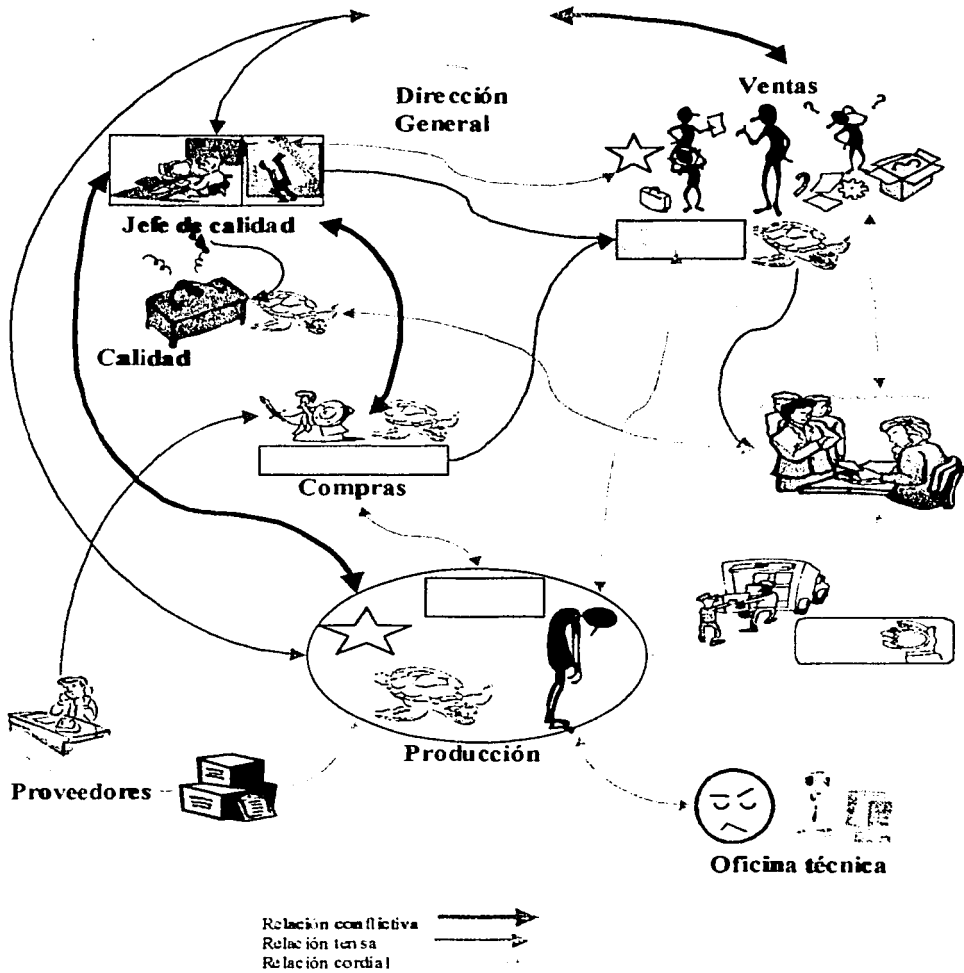 Ventas
Dirección
General
Jefe de calidad
Calidad
Compras
Producción
Proveedores
Oficina técnica
Relación conflictiva
Relación tensa
Relación cordial